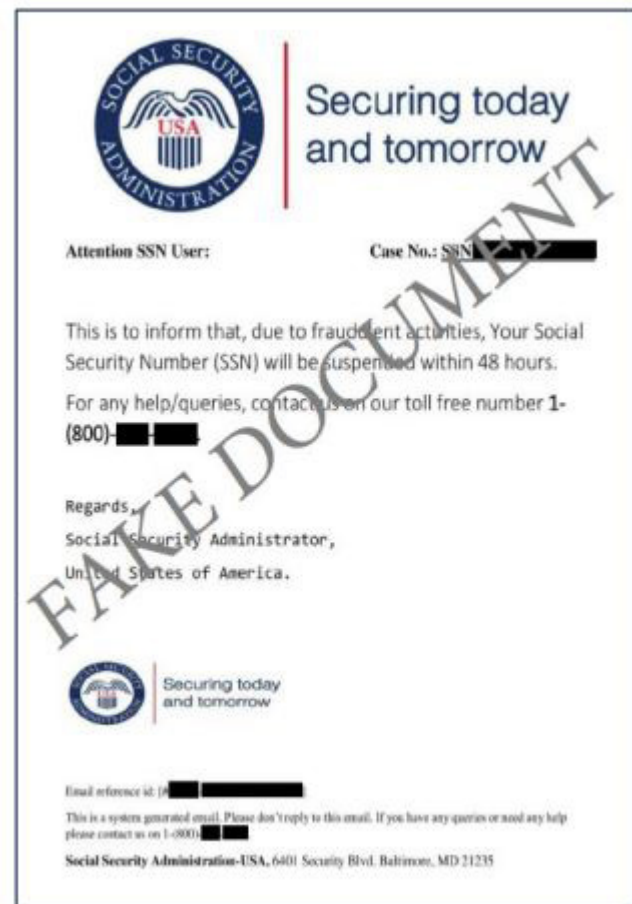 SOCIAL SECURITY ADMINISTRATION
USA
Securing today
and tomorrow
Attention SSN User: Case No.: SSN
This is to inform that, due to fraudulent activities, Your Social
Security Number (SSN) will be suspended within 48 hours.
For any help/queries, contact us on our toll free number 1-
(800)-
Regards,
Social Security Administrator,
United States of America.
FAKE DOCUMENT
SOCIAL SECURITY ADMINISTRATION
USA
Securing today
and tomorrow
Email reference id:
This is a system generated email. Please don't reply to this email. If you have any queries or need any help
please contact us on 1-(800)-
Social Security Administration-USA, 6401 Security Blvd. Baltimore, MD 21235